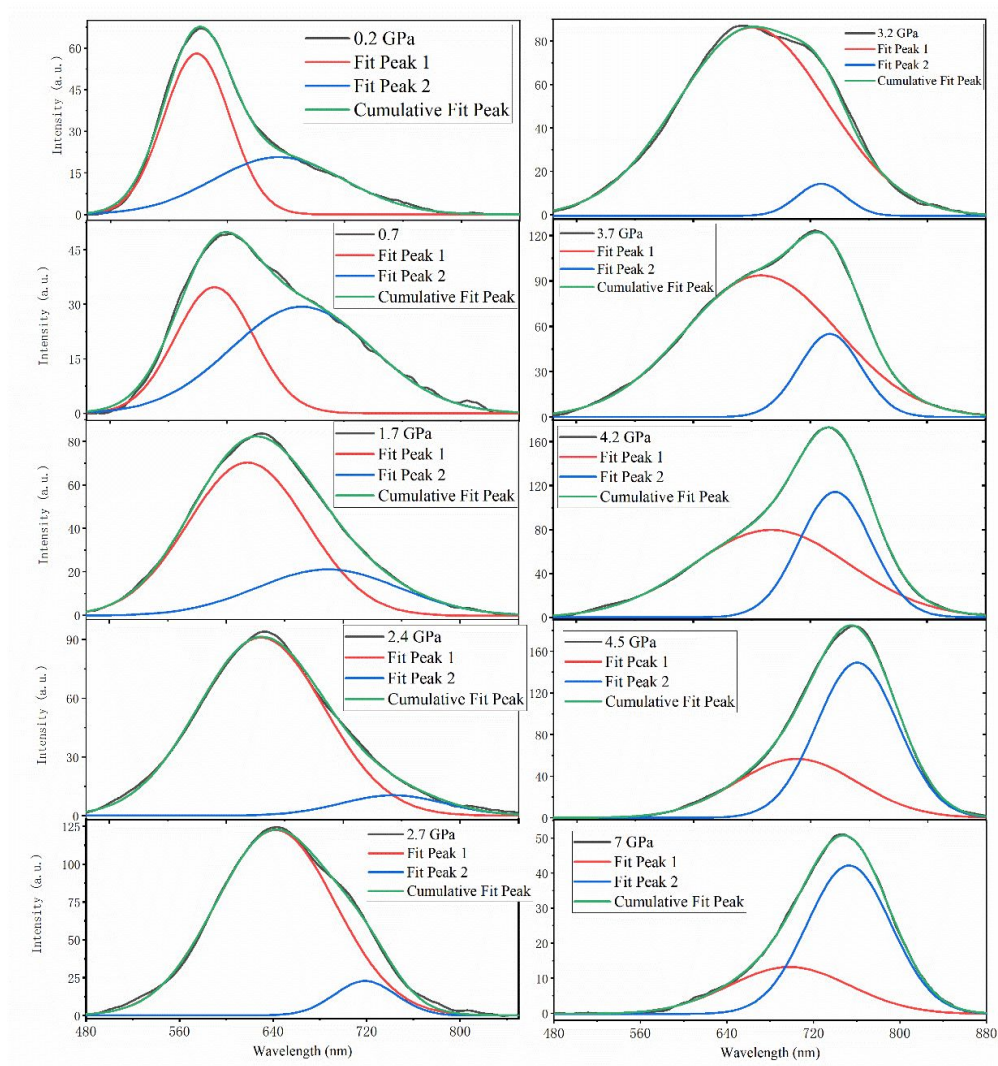 0.2 GPa
Fit Peak 1
Fit Peak 2
Cumulative Fit Peak
Intensity (a.u.)
60
45
30
15
0
0.7
Fit Peak 1
Fit Peak 2
Cumulative Fit Peak
Intensity (a.u.)
45
30
15
0
1.7 GPa
Fit Peak 1
Fit Peak 2
Cumulative Fit Peak
Intensity (a.u.)
80
60
40
20
0
2.4 GPa
Fit Peak 1
Fit Peak 2
Cumulative Fit Peak
Intensity (a.u.)
90
60
30
0
2.7 GPa
Fit Peak 1
Fit Peak 2
Cumulative Fit Peak
Intensity (a.u.)
125
100
75
50
25
0
480 560 640 720 800
Wavelength (nm)
3.2 GPa
Fit Peak 1
Fit Peak 2
Cumulative Fit Peak
80
60
40
20
0
3.7 GPa
Fit Peak 1
Fit Peak 2
Cumulative Fit Peak
120
90
60
30
0
4.2 GPa
Fit Peak 1
Fit Peak 2
Cumulative Fit Peak
160
120
80
40
0
4.5 GPa
Fit Peak 1
Fit Peak 2
Cumulative Fit Peak
160
120
80
40
0
7 GPa
Fit Peak 1
Fit Peak 2
Cumulative Fit Peak
50
40
30
20
10
0
480 560 640 720 800 880
Wavelength (nm)